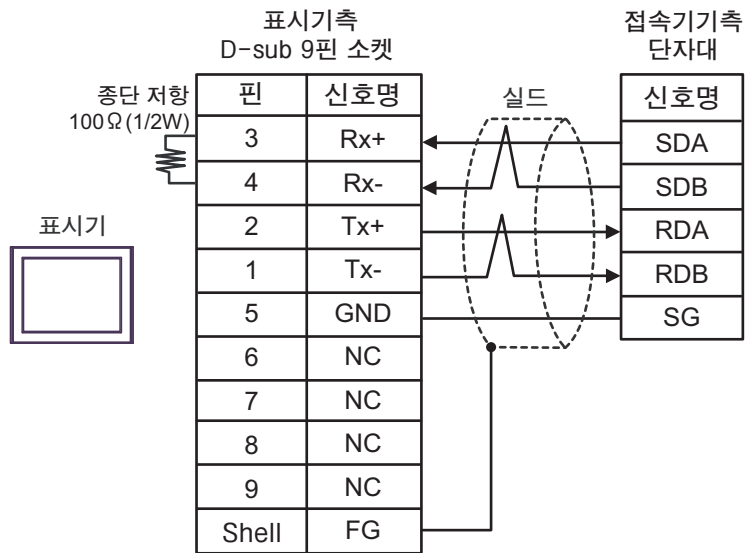 표시기측
D-sub 9핀 소켓
접속기기측
단자대
종단 저항
100Ω(1/2W)
핀 신호명
실드
신호명
3 Rx+
SDA
4 Rx-
SDB
표시기
2 Tx+
RDA
1 Tx-
RDB
5 GND
SG
6 NC
7 NC
8 NC
9 NC
Shell FG